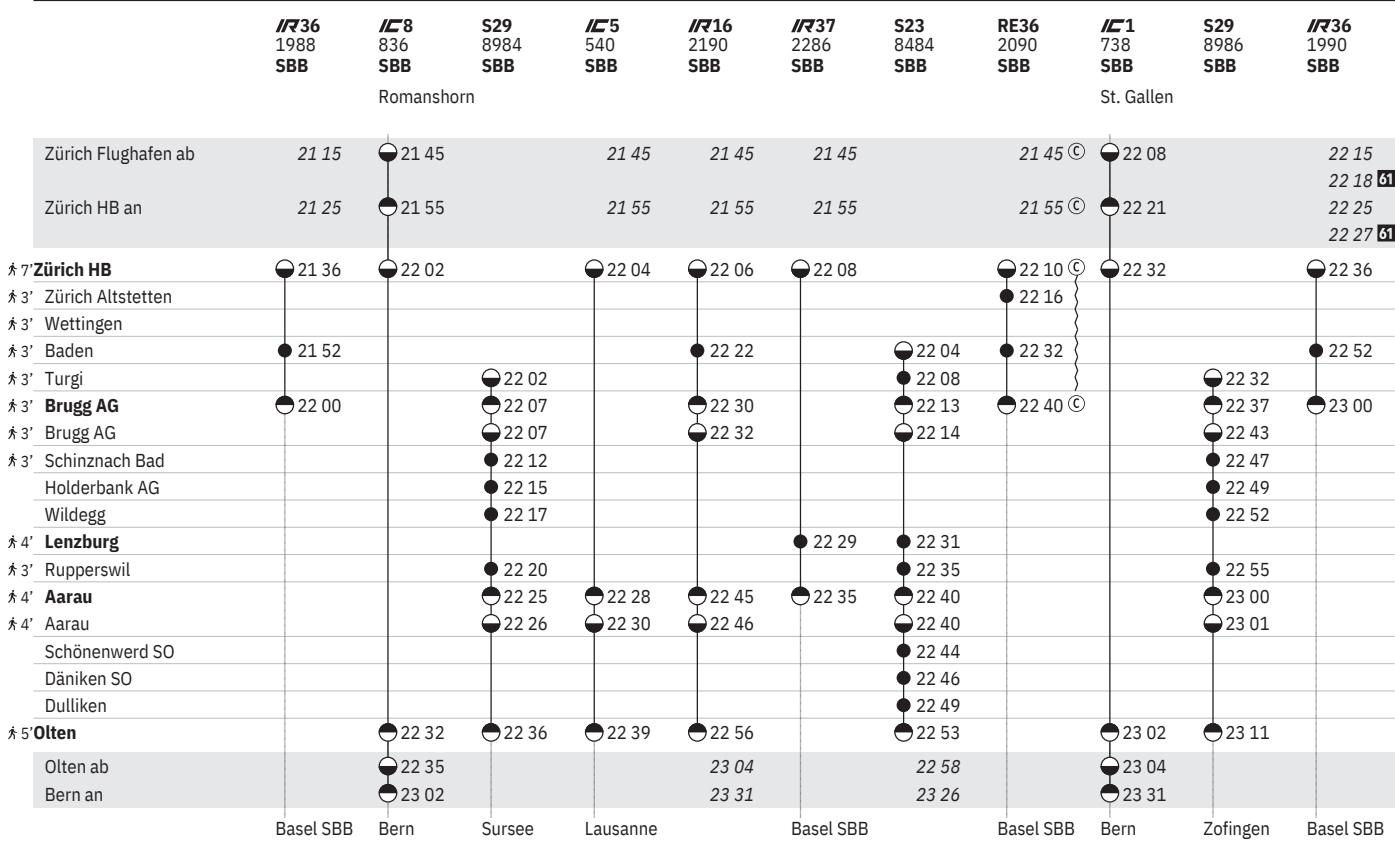 IR36 IC8 S29 IC5 IR16 IR37 S23 RE36 IC1 S29 IR36
1988 836 8984 540 2190 2286 8484 2090 738 8986 1990
SBB SBB SBB SBB SBB SBB SBB SBB SBB SBB SBB
Romanshorn St. Gallen
Zürich Flughafen ab 21 15 21 45 21 45 21 45 21 45 21 45 C 22 08 22 15
22 18 61
Zürich HB an 21 25 21 55 21 55 21 55 21 55 21 55 C 22 21 22 25
22 27 61
7' Zürich HB 21 36 22 02 22 04 22 06 22 08 22 10 C 22 32 22 36
3' Zürich Altstetten 22 16
3' Wettingen
3' Baden 21 52 22 22 22 04 22 32 22 52
3' Turgi 22 02 22 08 22 32
3' Brugg AG 22 00 22 07 22 30 22 13 22 40 C 22 37 23 00
3' Brugg AG 22 07 22 32 22 14 22 43
3' Schinznach Bad 22 12 22 47
Holderbank AG 22 15 22 49
Wildegg 22 17 22 52
4' Lenzburg 22 29 22 31
3' Rupperswil 22 20 22 35 22 55
4' Aarau 22 25 22 28 22 45 22 35 22 40 23 00
4' Aarau 22 26 22 30 22 46 22 40 23 01
Schönenwerd SO 22 44
Däniken SO 22 46
Dulliken 22 49
5' Olten 22 32 22 36 22 39 22 56 22 53 23 02 23 11
Olten ab 22 35 23 04 22 58 23 04
Bern an 23 02 23 31 23 26 23 31
Basel SBB Bern Sursee Lausanne Basel SBB Basel SBB Bern Zofingen Basel SBB